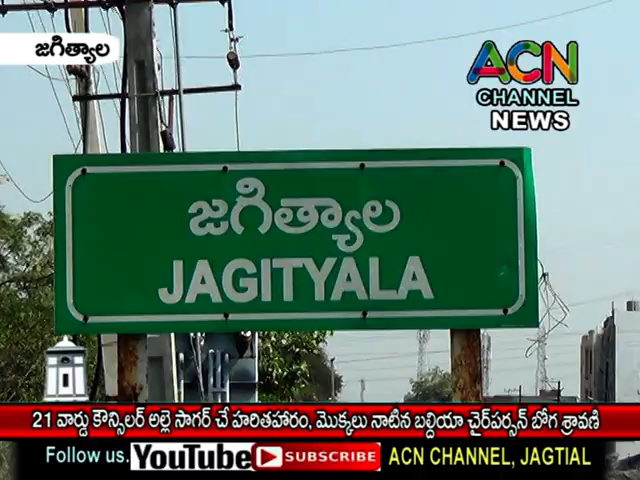 జగిత్యాల
ACN
CHANNEL
NEWS
జగిత్యాల
JAGITYALA
21 వార్డు కౌన్సిలర్ అల్లె సాగర్ చే హరితహారం, మొక్కలు నాటిన బల్దియా చైర్‌పర్సన్ బోగ శ్రావణి
Follow us. YouTube SUBSCRIBE ACN CHANNEL, JAGTIAL